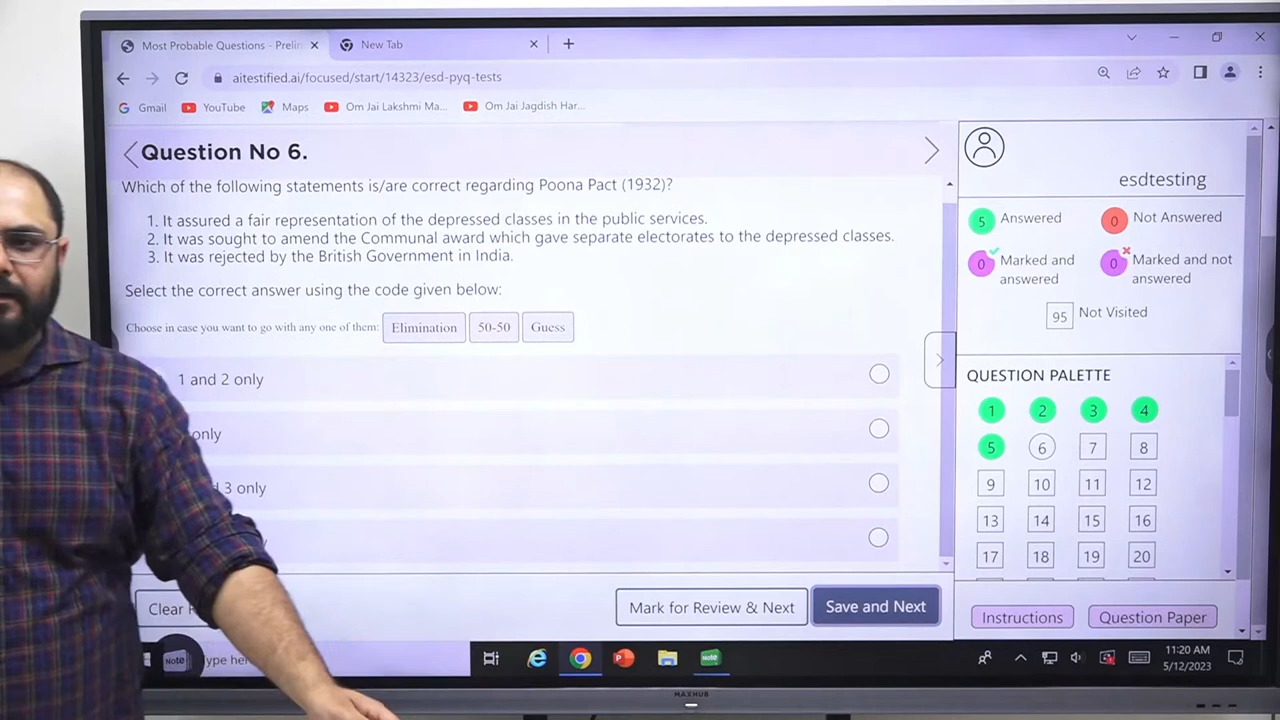 Most Probable Questions - Prelin
New Tab
aitestified.ai/focused/start/14323/esd-pyq-tests
Gmail
YouTube
Maps
Om Jai Lakshmi Ma...
Om Jai Jagdish Har...
Question No 6.
Which of the following statements is/are correct regarding Poona Pact (1932)?
1. It assured a fair representation of the depressed classes in the public services.
2. It was sought to amend the Communal award which gave separate electorates to the depressed classes.
3. It was rejected by the British Government in India.
Select the correct answer using the code given below:
Choose in case you want to go with any one of them: Elimination 50-50 Guess
1 and 2 only
only
3 only
Clear
Mark for Review & Next
Save and Next
esdtesting
5 Answered
0 Not Answered
0 Marked and answered
0 Marked and not answered
95 Not Visited
QUESTION PALETTE
1 2 3 4
5 6 7 8
9 10 11 12
13 14 15 16
17 18 19 20
Instructions
Question Paper
Note
ype her
Note
11:20 AM
5/12/2023
MAXHUB